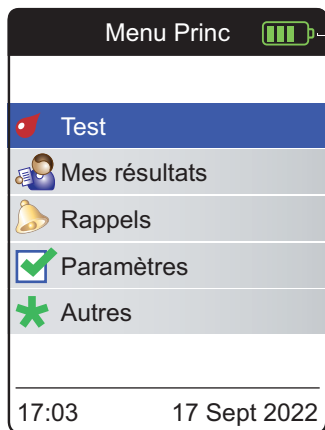 Menu Princ
Test
Mes résultats
Rappels
Paramètres
Autres
17:03 17 Sept 2022